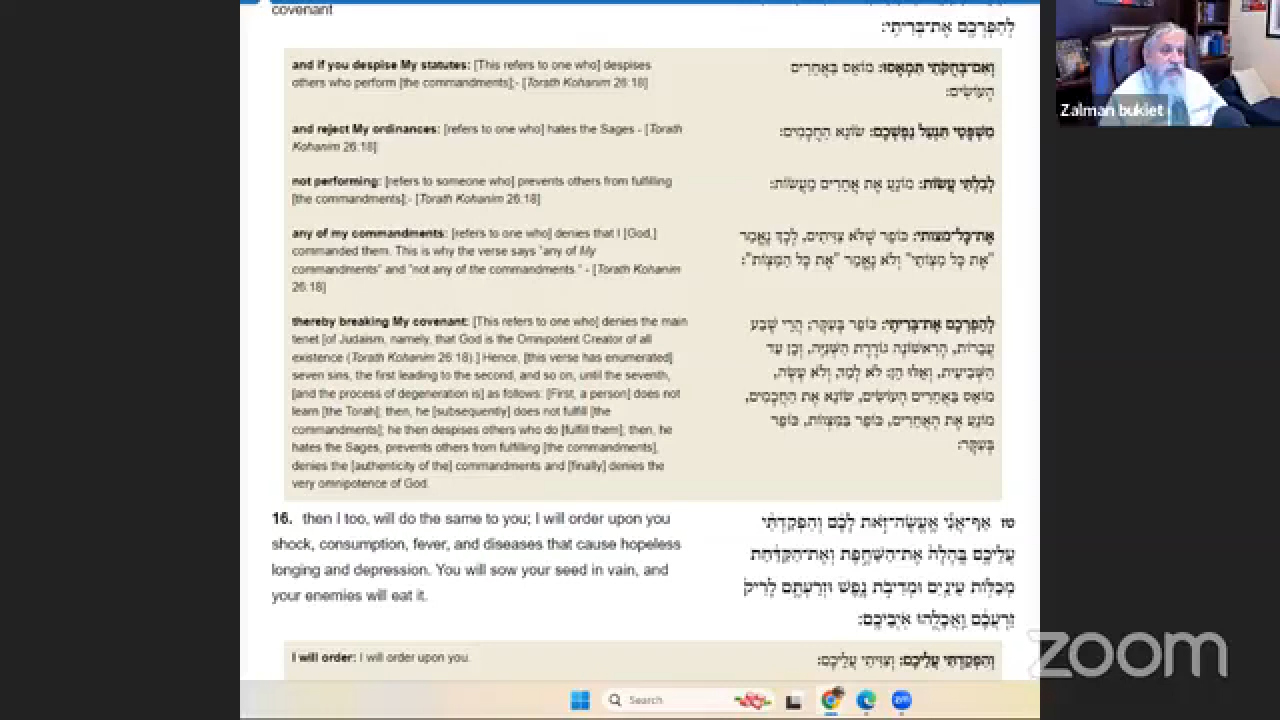 covenant
לְהַפְרְכֶם אֶת־בְּרִיתִי:
and if you despise My statutes: [This refers to one who] despises
others who perform [the commandments];- [Torath Kohanim 26:18]
וְאִם־בְּחֻקֹּתַי תִּמְאָסוּ: מוֹאֵס בַּאֲחֵרִים
הָעוֹשִׂים:
and reject My ordinances: [refers to one who] hates the Sages - [Torath
Kohanim 26:18]
מִשְׁפָּטַי תִּגְעַל נַפְשְׁכֶם: שׂוֹנֵא הַחֲכָמִים:
not performing: [refers to someone who] prevents others from fulfilling
[the commandments];- [Torath Kohanim 26:18]
לְבִלְתִּי עֲשׂוֹת: מוֹנֵעַ אֶת אֲחֵרִים מֵעֲשׂוֹת:
any of my commandments: [refers to one who] denies that I [God,]
commanded them. This is why the verse says "any of My
commandments" and "not any of the commandments." - [Torath Kohanim
26:18]
אֶת־כָּל־מִצְוֹתַי: כּוֹפֵר שֶׁלֹּא צִוִּיתִים, לְכָךְ נֶאֱמַר
"אֶת כָּל מִצְוֹתַי" וְלֹא נֶאֱמַר "אֶת כָּל הַמִּצְוֹת":
thereby breaking My covenant: [This refers to one who] denies the main
tenet [of Judaism, namely, that God is the Omnipotent Creator of all
existence (Torath Kohanim 26:18).] Hence, [this verse has enumerated]
seven sins, the first leading to the second, and so on, until the seventh,
[and the process of degeneration is] as follows: [First, a person] does not
learn [the Torah]; then, he [subsequently] does not fulfill [the
commandments]; he then despises others who do [fulfill them]; then, he
hates the Sages, prevents others from fulfilling [the commandments],
denies the [authenticity of the] commandments and [finally] denies the
very omnipotence of God.
לְהַפְרְכֶם אֶת־בְּרִיתִי: כּוֹפֵר בָּעִקָּר; הֲרֵי שֶׁבַע
עֲבֵרוֹת, הָרִאשׁוֹנָה גוֹרֶרֶת הַשְּׁנִיָּה, וְכֵן עַד
הַשְּׁבִיעִית, וְאֵלּוּ הֵן: לֹא לָמַד, וְלֹא עָשָׂה,
מוֹאֵס בַּאֲחֵרִים הָעוֹשִׂים, שׂוֹנֵא אֶת הַחֲכָמִים,
מוֹנֵעַ אֶת הָאֲחֵרִים, כּוֹפֵר בַּמִּצְווֹת, כּוֹפֵר
בָּעִקָּר:
16. then I too, will do the same to you; I will order upon you
shock, consumption, fever, and diseases that cause hopeless
longing and depression. You will sow your seed in vain, and
your enemies will eat it.
טז אַף־אֲנִי אֶעֱשֶׂה־זֹּאת לָכֶם וְהִפְקַדְתִּי
עֲלֵיכֶם בֶּהָלָה אֶת־הַשַּׁחֶפֶת וְאֶת־הַקַּדַּחַת
מְכַלּוֹת עֵינַיִם וּמְדִיבֹת נָפֶשׁ וּזְרַעְתֶּם לָרִיק
זַרְעֲכֶם וַאֲכָלֻהוּ אֹיְבֵיכֶם:
I will order: I will order upon you.
וְהִפְקַדְתִּי עֲלֵיכֶם: וְצִוִּיתִי עֲלֵיכֶם:
Search
zm
Zalman bukiet
zoom